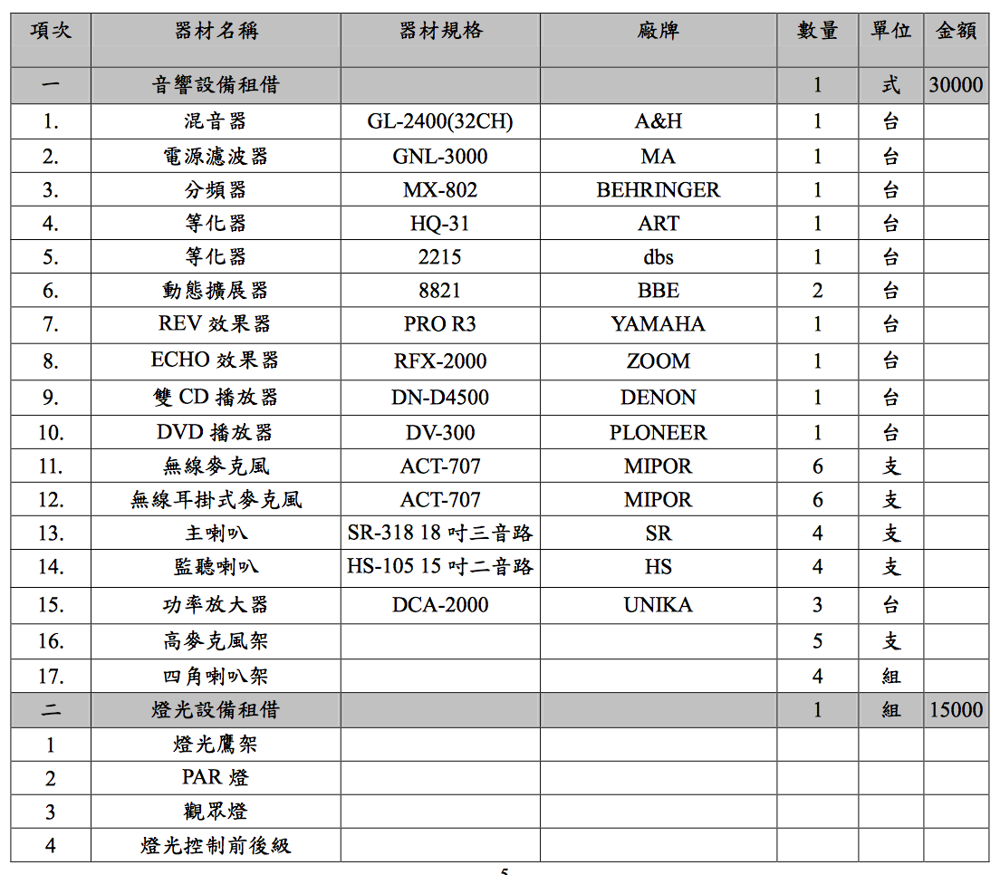 項次 器材名稱 器材規格 廠牌 數量 單位 金額
一 音響設備租借 1 式 30000
1. 混音器 GL-2400(32CH) A&H 1 台
2. 電源濾波器 GNL-3000 MA 1 台
3. 分頻器 MX-802 BEHRINGER 1 台
4. 等化器 HQ-31 ART 1 台
5. 等化器 2215 dbs 1 台
6. 動態擴展器 8821 BBE 2 台
7. REV 效果器 PRO R3 YAMAHA 1 台
8. ECHO 效果器 RFX-2000 ZOOM 1 台
9. 雙 CD 播放器 DN-D4500 DENON 1 台
10. DVD 播放器 DV-300 PLONEER 1 台
11. 無線麥克風 ACT-707 MIPOR 6 支
12. 無線耳掛式麥克風 ACT-707 MIPOR 6 支
13. 主喇叭 SR-318 18 吋三音路 SR 4 支
14. 監聽喇叭 HS-105 15 吋二音路 HS 4 支
15. 功率放大器 DCA-2000 UNIKA 3 台
16. 高麥克風架 5 支
17. 四角喇叭架 4 組
二 燈光設備租借 1 組 15000
1 燈光鷹架
2 PAR 燈
3 觀眾燈
4 燈光控制前後級
5